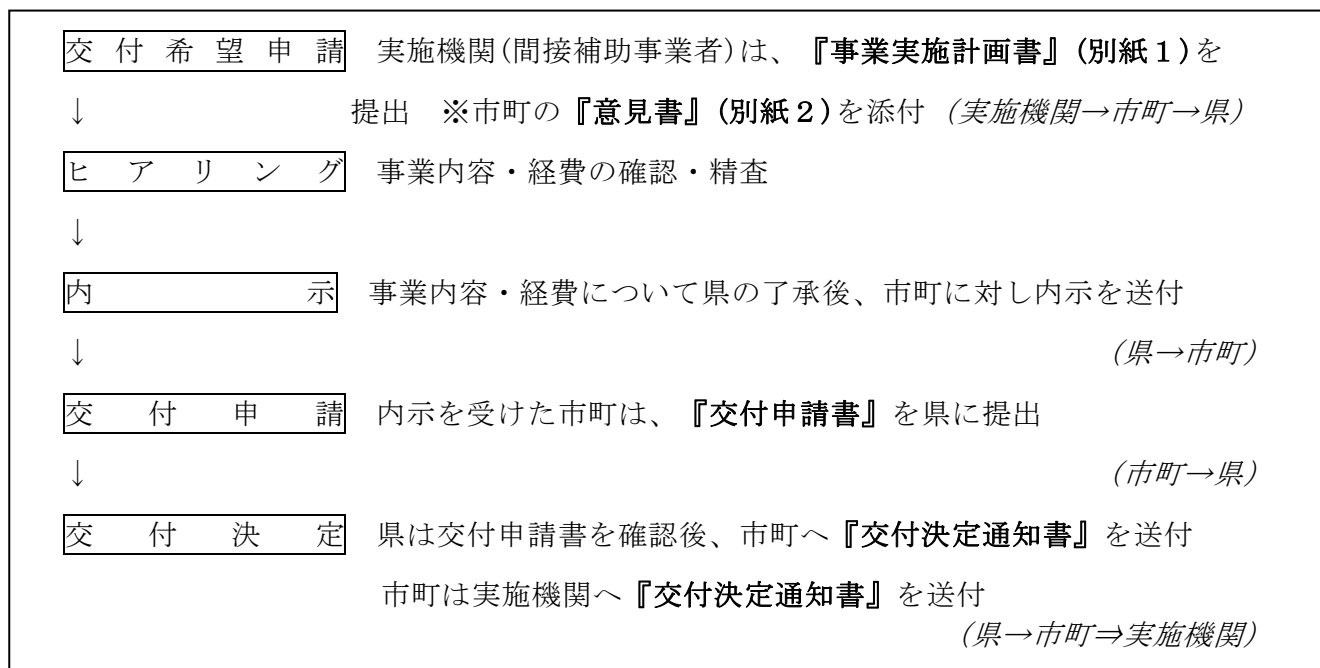 交付希望申請　実施機関(間接補助事業者)は、『事業実施計画書』(別紙１)を
↓　提出　※市町の『意見書』(別紙２)を添付 (実施機関→市町→県)
ヒアリング　事業内容・経費の確認・精査
↓
内示　事業内容・経費について県の了承後、市町に対し内示を送付
↓　(県→市町)
交付申請　内示を受けた市町は、『交付申請書』を県に提出
↓　(市町→県)
交付決定　県は交付申請書を確認後、市町へ『交付決定通知書』を送付
市町は実施機関へ『交付決定通知書』を送付
(県→市町⇒実施機関)